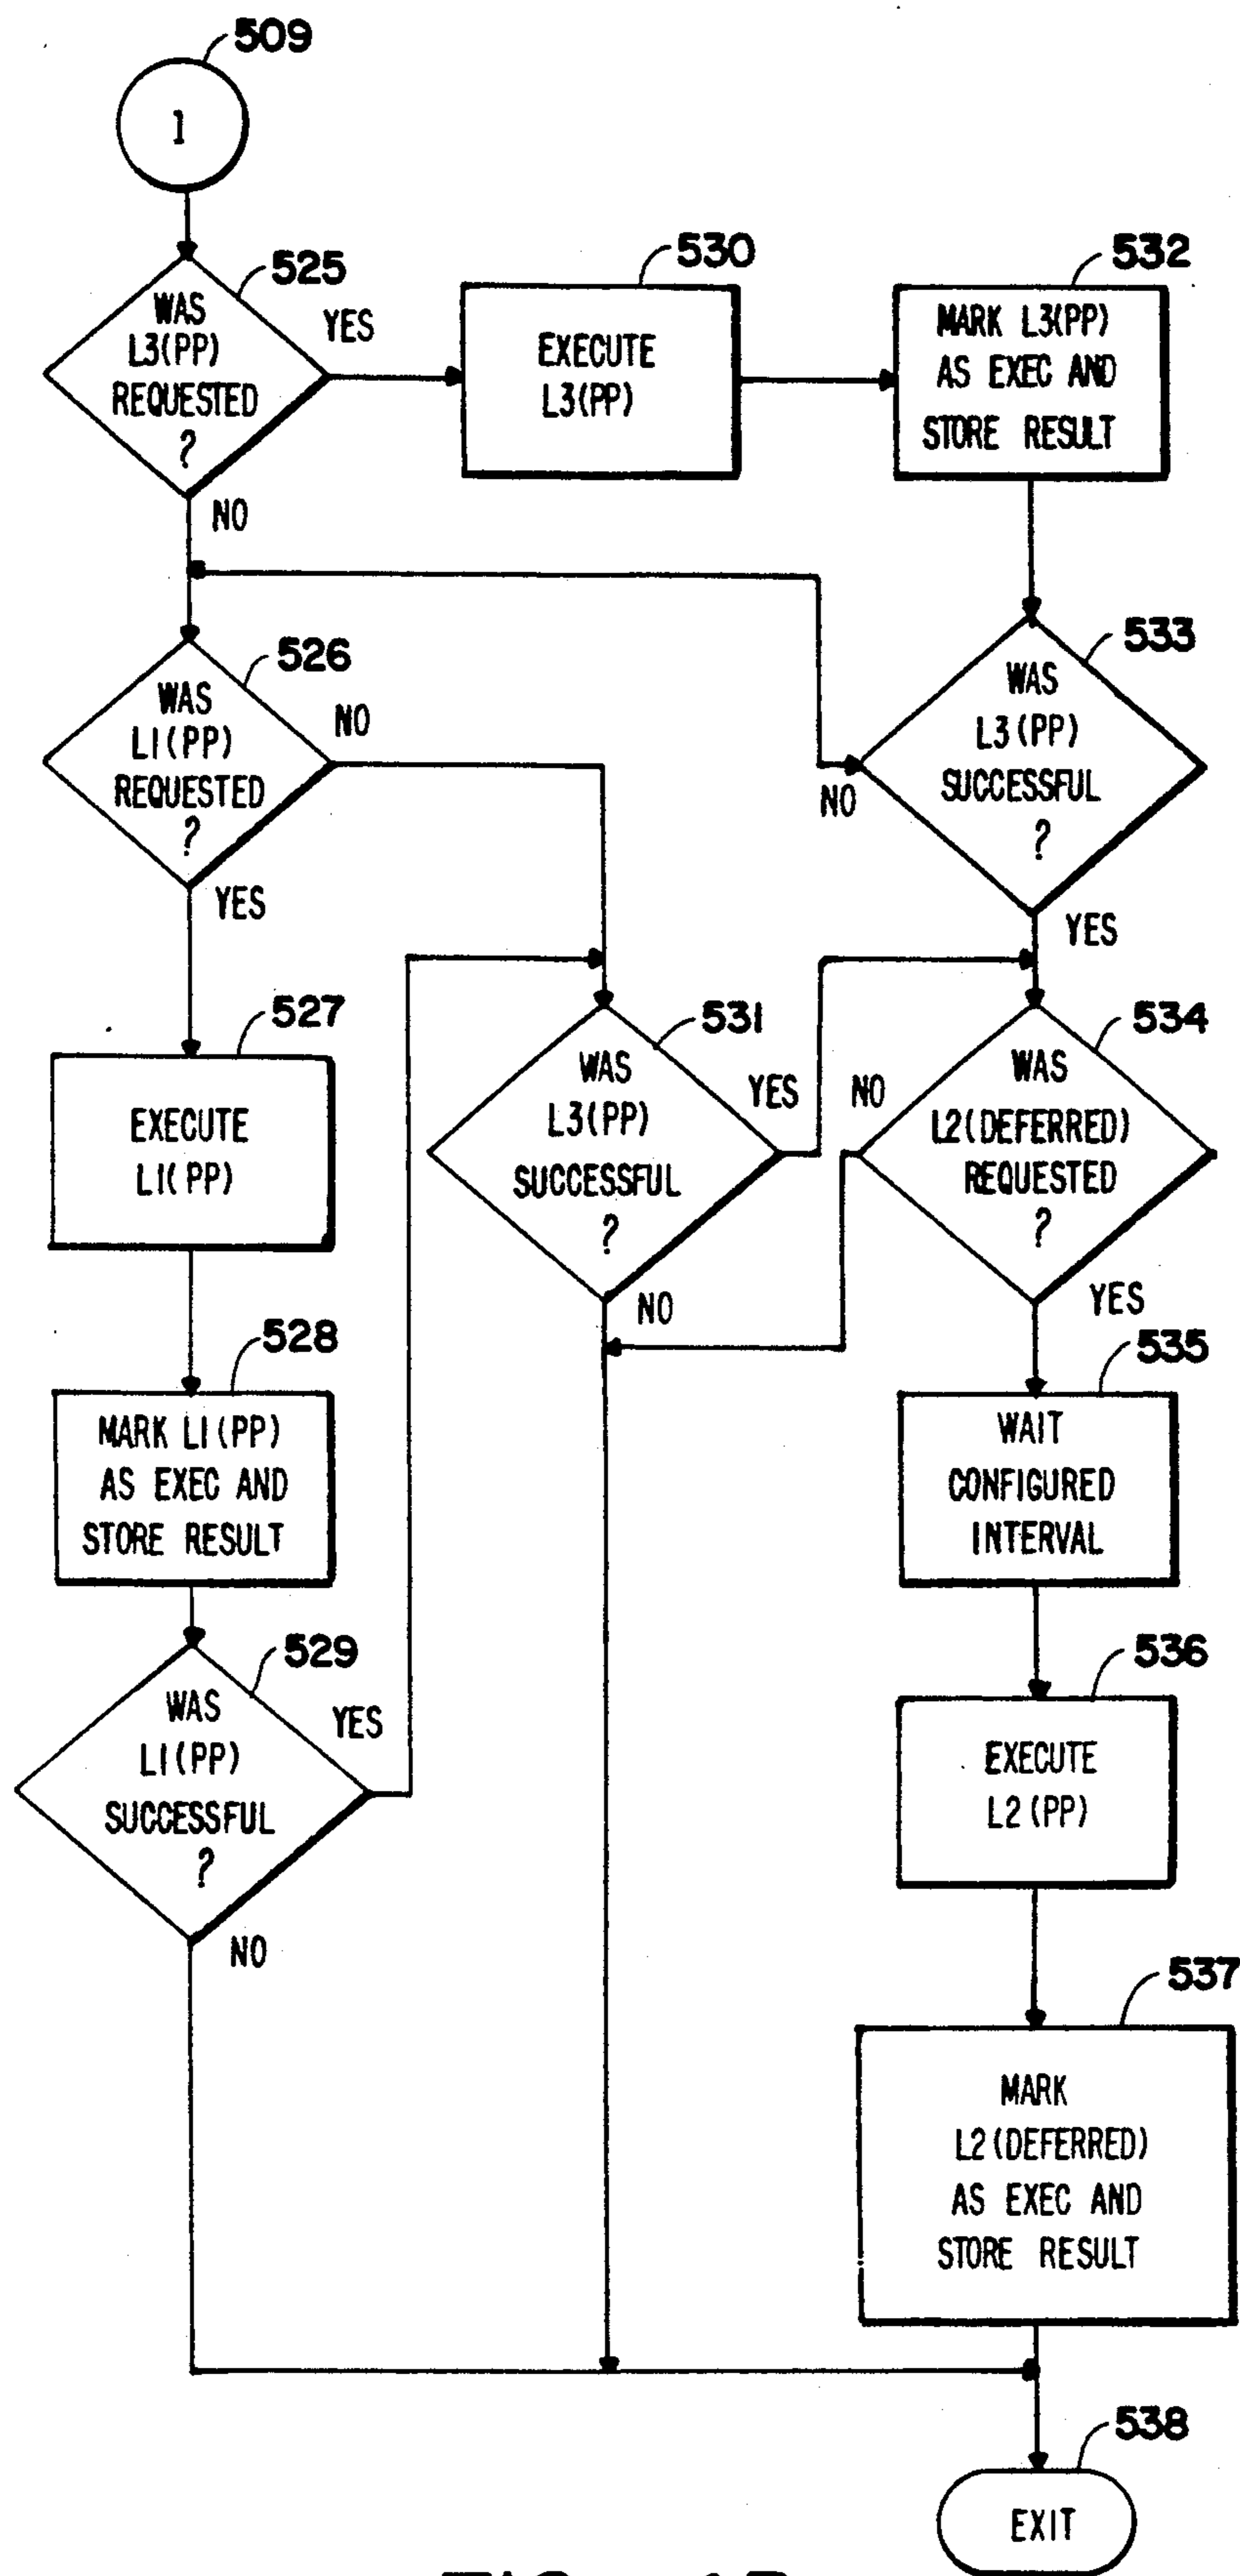 509
1
525
WAS
L3(PP)
REQUESTED
?
YES
NO
530
EXECUTE
L3(PP)
532
MARK L3(PP)
AS EXEC AND
STORE RESULT
526
WAS
L1(PP)
REQUESTED
?
NO
YES
533
WAS
L3(PP)
SUCCESSFUL
?
NO
YES
527
EXECUTE
L1(PP)
531
WAS
L3(PP)
SUCCESSFUL
?
YES
NO
534
WAS
L2(DEFERRED)
REQUESTED
?
NO
YES
528
MARK L1(PP)
AS EXEC AND
STORE RESULT
535
WAIT
CONFIGURED
INTERVAL
529
WAS
L1(PP)
SUCCESSFUL
?
YES
NO
536
EXECUTE
L2(PP)
537
MARK
L2(DEFERRED)
AS EXEC AND
STORE RESULT
538
EXIT